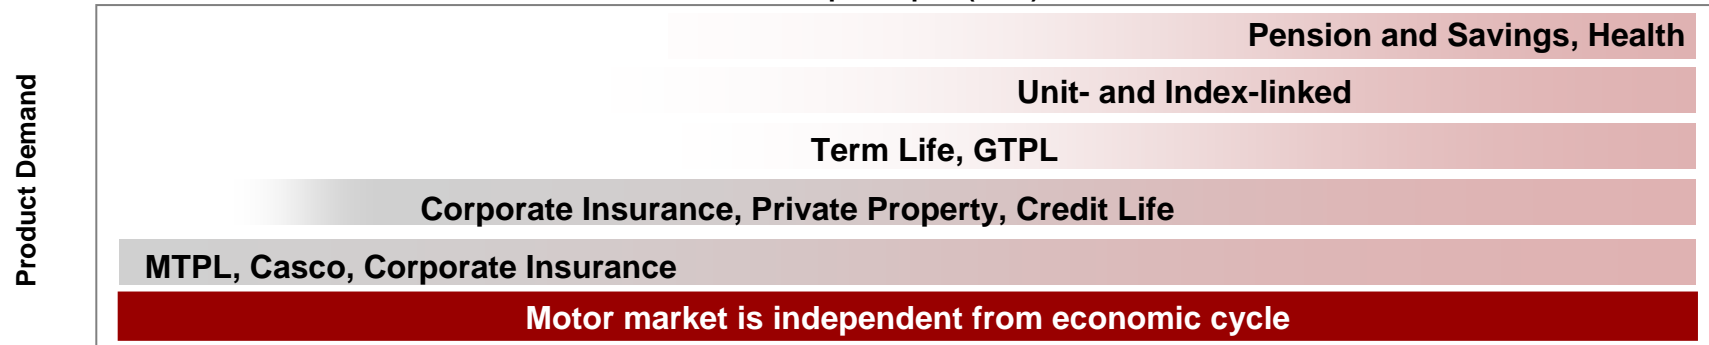 Pension and Savings, Health
Unit- and Index-linked
Term Life, GTPL
Corporate Insurance, Private Property, Credit Life
MTPL, Casco, Corporate Insurance
Motor market is independent from economic cycle
Product Demand